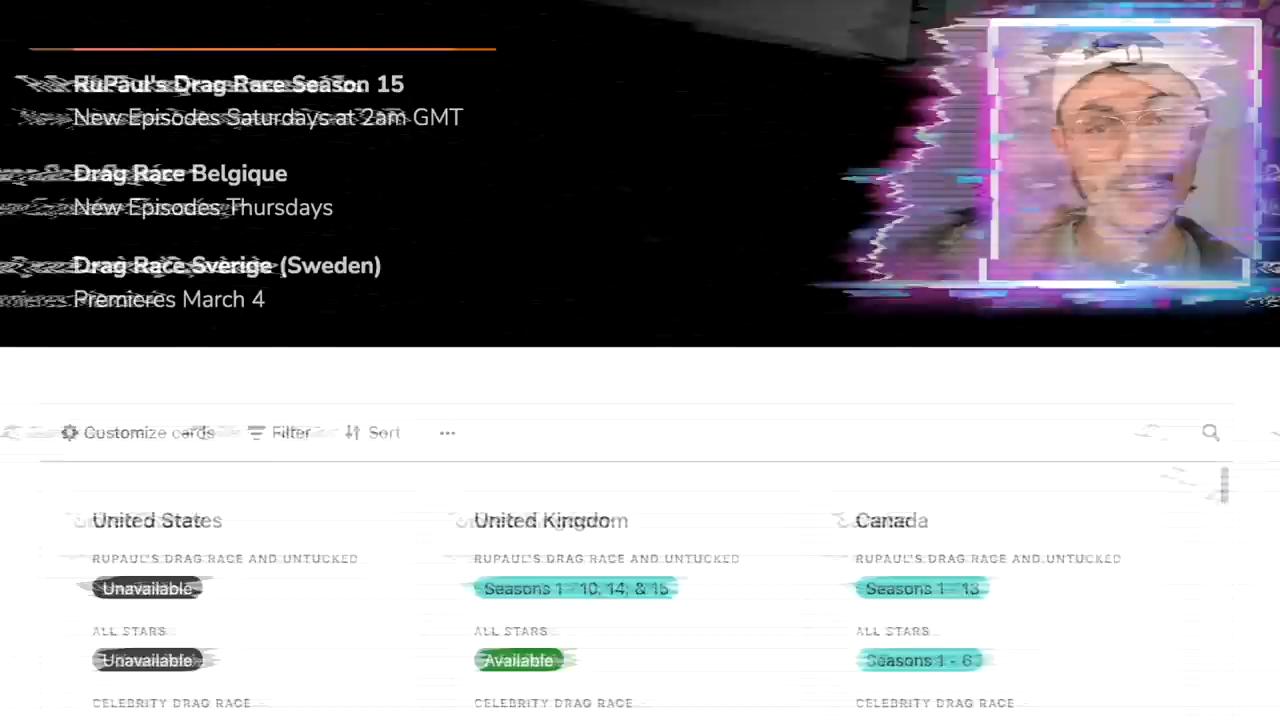 RuPaul's Drag Race Season 15
New Episodes Saturdays at 2am GMT
Drag Race Belgique
New Episodes Thursdays
Drag Race Sverige (Sweden)
Premieres March 4
Customize cards Filter Sort ...
United States
RUPAUL'S DRAG RACE AND UNTUCKED
Unavailable
ALL STARS
Unavailable
CELEBRITY DRAG RACE
United Kingdom
RUPAUL'S DRAG RACE AND UNTUCKED
Seasons 1 - 10, 14, & 15
ALL STARS
Available
CELEBRITY DRAG RACE
Canada
RUPAUL'S DRAG RACE AND UNTUCKED
Seasons 1 - 13
ALL STARS
Seasons 1 - 6
CELEBRITY DRAG RACE